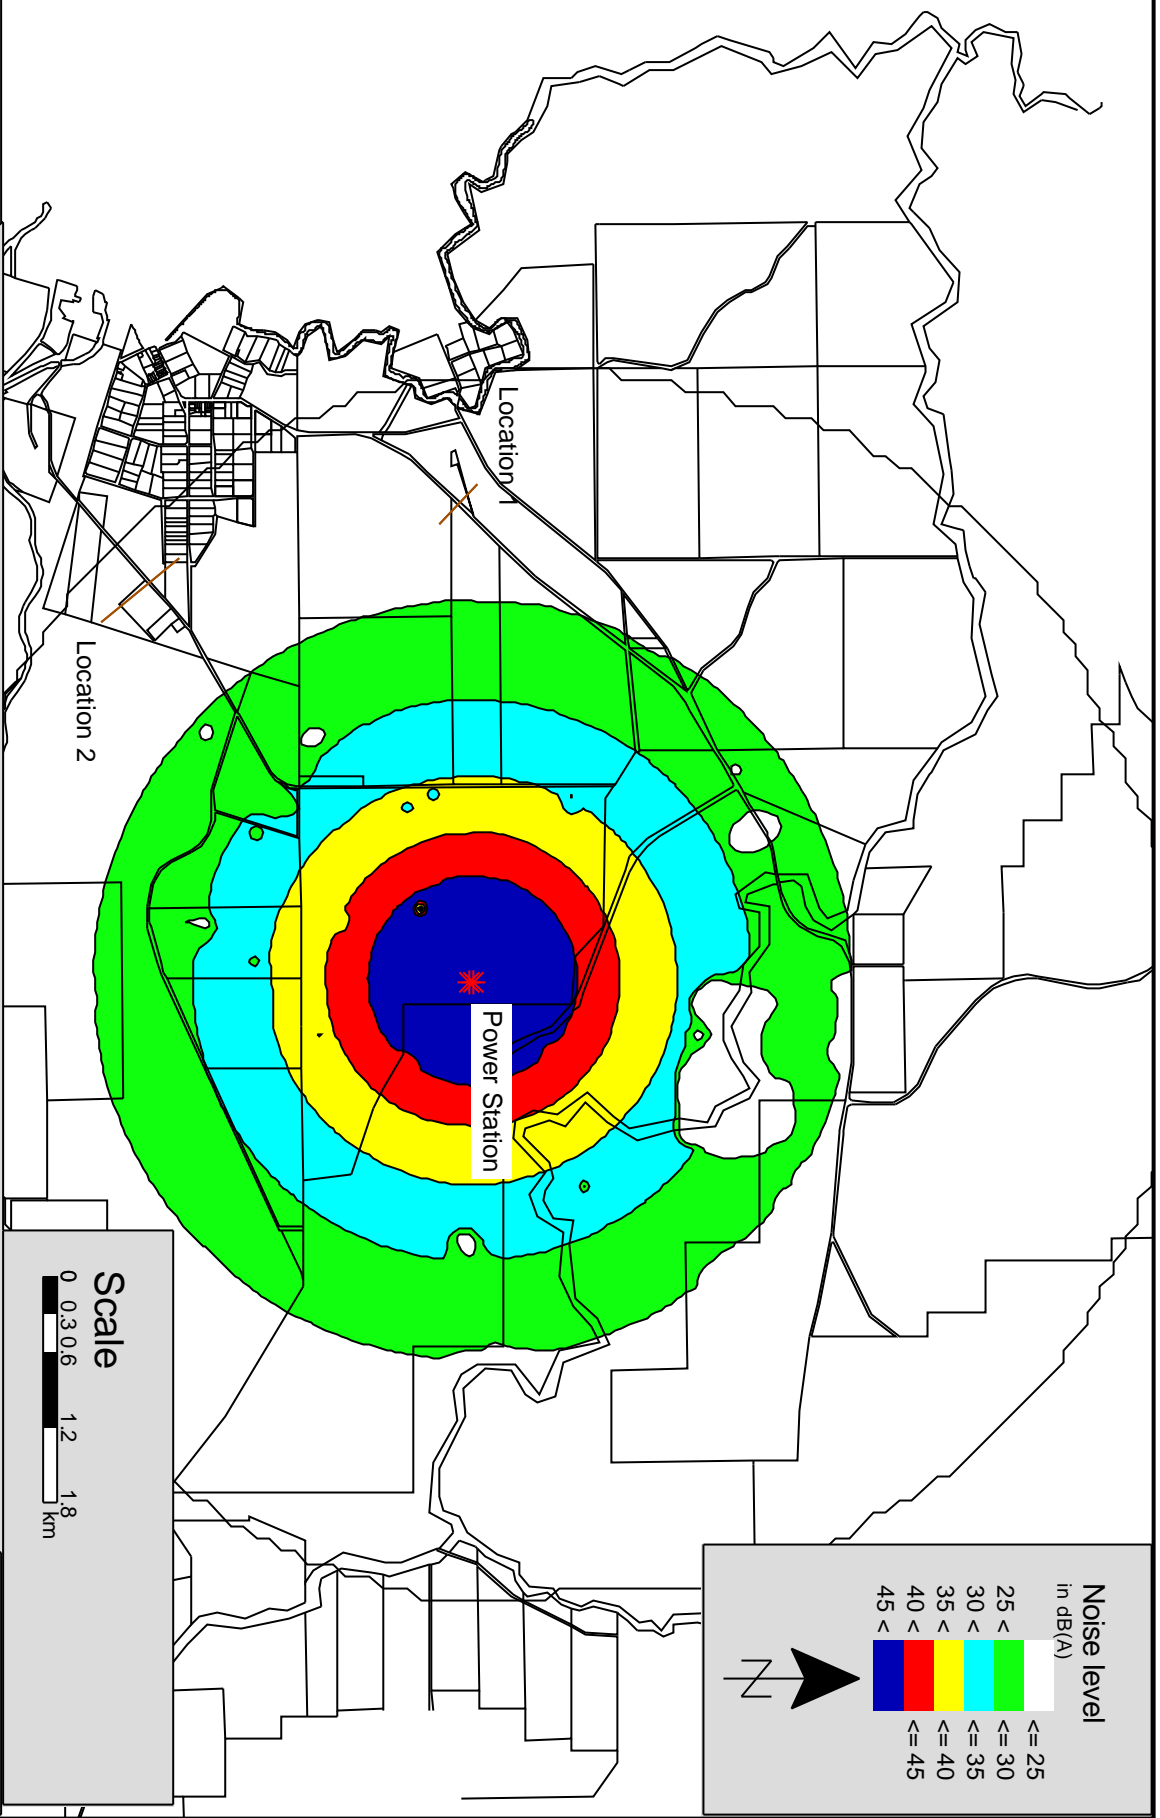 Location 1
Location 2
Power Station
Noise level
in dB(A)
<= 25
25 < <= 30
30 < <= 35
35 < <= 40
40 < <= 45
45 <
N
Scale
0 0.3 0.6 1.2 1.8
km